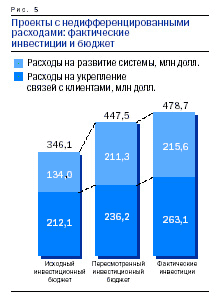 Рис. 5
Проекты с недифференцированными
расходами: фактические
инвестиции и бюджет
Расходы на развитие системы, млн долл.
Расходы на укрепление
связей с клиентами, млн долл.
346,1
447,5
478,7
134,0
211,3
215,6
212,1
236,2
263,1
Исходный
инвестиционный
бюджет
Пересмотренный
инвестиционный
бюджет
Фактические
инвестиции